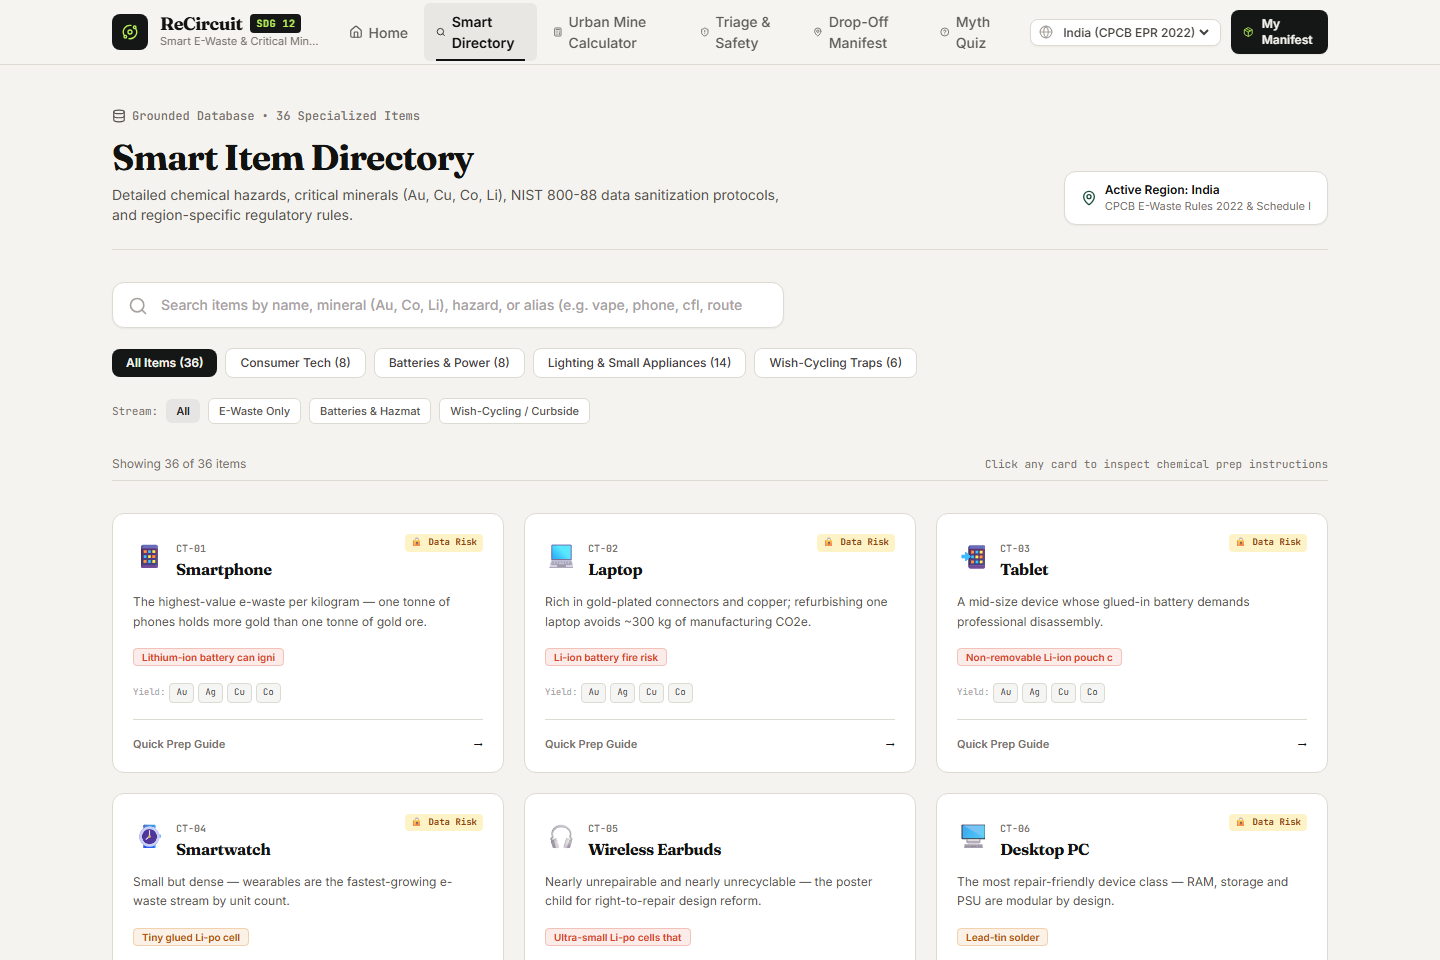 ReCircuit SDG 12
Smart E-Waste & Critical Min...
Home
Smart Directory
Urban Mine Calculator
Triage & Safety
Drop-Off Manifest
Myth Quiz
India (CPCB EPR 2022)
My Manifest
Grounded Database • 36 Specialized Items
Smart Item Directory
Detailed chemical hazards, critical minerals (Au, Cu, Co, Li), NIST 800-88 data sanitization protocols,
and region-specific regulatory rules.
Active Region: India
CPCB E-Waste Rules 2022 & Schedule I
Search items by name, mineral (Au, Co, Li), hazard, or alias (e.g. vape, phone, cfl, route
All Items (36)
Consumer Tech (8)
Batteries & Power (8)
Lighting & Small Appliances (14)
Wish-Cycling Traps (6)
Stream: All
E-Waste Only
Batteries & Hazmat
Wish-Cycling / Curbside
Showing 36 of 36 items
Click any card to inspect chemical prep instructions
CT-01
Data Risk
Smartphone
The highest-value e-waste per kilogram — one tonne of
phones holds more gold than one tonne of gold ore.
Lithium-ion battery can igni
Yield: Au Ag Cu Co
Quick Prep Guide →
CT-02
Data Risk
Laptop
Rich in gold-plated connectors and copper; refurbishing one
laptop avoids ~300 kg of manufacturing CO2e.
Li-ion battery fire risk
Yield: Au Ag Cu Co
Quick Prep Guide →
CT-03
Data Risk
Tablet
A mid-size device whose glued-in battery demands
professional disassembly.
Non-removable Li-ion pouch c
Yield: Au Ag Cu Co
Quick Prep Guide →
CT-04
Data Risk
Smartwatch
Small but dense — wearables are the fastest-growing e-
waste stream by unit count.
Tiny glued Li-po cell
CT-05
Wireless Earbuds
Nearly unrepairable and nearly unrecyclable — the poster
child for right-to-repair design reform.
Ultra-small Li-po cells that
CT-06
Data Risk
Desktop PC
The most repair-friendly device class — RAM, storage and
PSU are modular by design.
Lead-tin solder